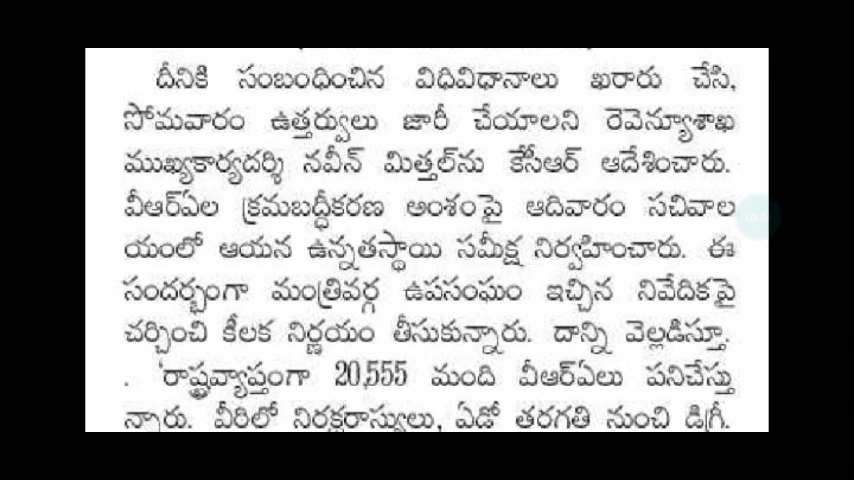 దీనికి సంబంధించిన విధివిధానాలు ఖరారు చేసి,
సోమవారం ఉత్తర్వులు జారీ చేయాలని రెవెన్యూశాఖ
ముఖ్యకార్యదర్శి నవీన్ మిత్తల్‌ను కేసీఆర్ ఆదేశించారు.
వీఆర్ఏల క్రమబద్ధీకరణ అంశంపై ఆదివారం సచివాల
యంలో ఆయన ఉన్నతస్థాయి సమీక్ష నిర్వహించారు. ఈ
సందర్భంగా మంత్రివర్గ ఉపసంఘం ఇచ్చిన నివేదికపై
చర్చించి కీలక నిర్ణయం తీసుకున్నారు. దాన్ని వెల్లడిస్తూ.
. 'రాష్ట్రవ్యాప్తంగా 20,555 మంది వీఆర్ఏలు పనిచేస్తు
న్నారు. వీరిలో నిరక్షరాస్యులు, ఏడో తరగతి నుంచి డిగ్రీ.